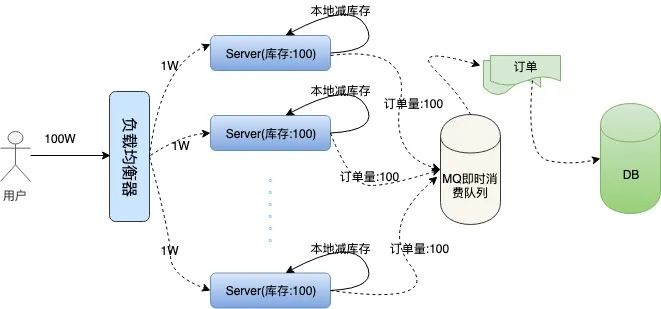 用户
100W
负载均衡器
1W
Server(库存:100)
本地减库存
订单量:100
1W
Server(库存:100)
本地减库存
订单量:100
1W
Server(库存:100)
本地减库存
订单量:100
MQ即时消
费队列
订单
DB